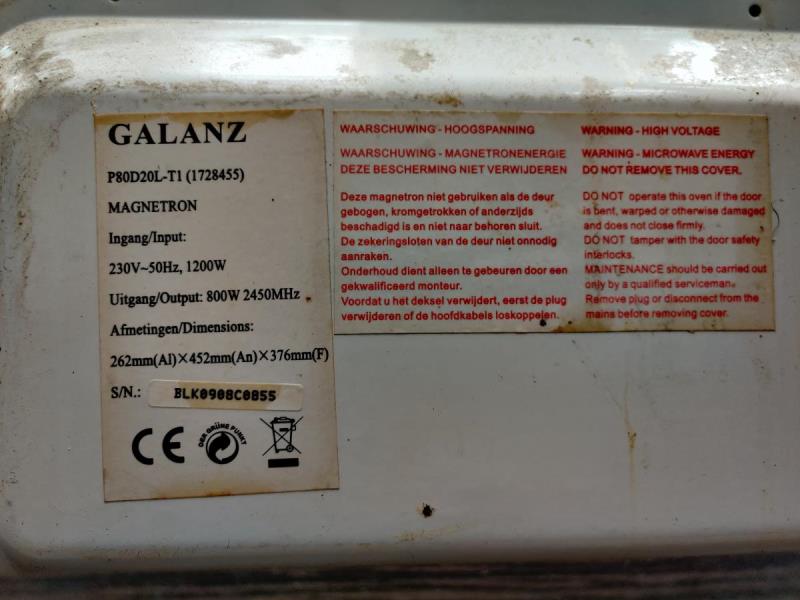 GALANZ
P80D20L-T1 (1728455)
MAGNETRON
Ingang/Input:
230V~50Hz, 1200W
Uitgang/Output: 800W 2450MHz
Afmetingen/Dimensions:
262mm(Al)×452mm(An)×376mm(F)
S/N.: BLK0908C0855
CE
DER GRÜNE PUNKT
WAARSCHUWING - HOOGSPANNING
WAARSCHUWING - MAGNETRONENERGIE
DEZE BESCHERMING NIET VERWIJDEREN
Deze magnetron niet gebruiken als de deur
gebogen, kromgetrokken of anderzijds
beschadigd is en niet naar behoren sluit.
De zekeringsloten van de deur niet onnodig
aanraken.
Onderhoud dient alleen te gebeuren door een
gekwalificeerd monteur.
Voordat u het deksel verwijdert, eerst de plug
verwijderen of de hoofdkabels loskoppelen.
WARNING - HIGH VOLTAGE
WARNING - MICROWAVE ENERGY
DO NOT REMOVE THIS COVER.
DO NOT operate this oven if the door
is bent, warped or otherwise damaged
and does not close firmly.
DO NOT tamper with the door safety
interlocks.
MAINTENANCE should be carried out
only by a qualified serviceman.
Remove plug or disconnect from the
mains before removing cover.